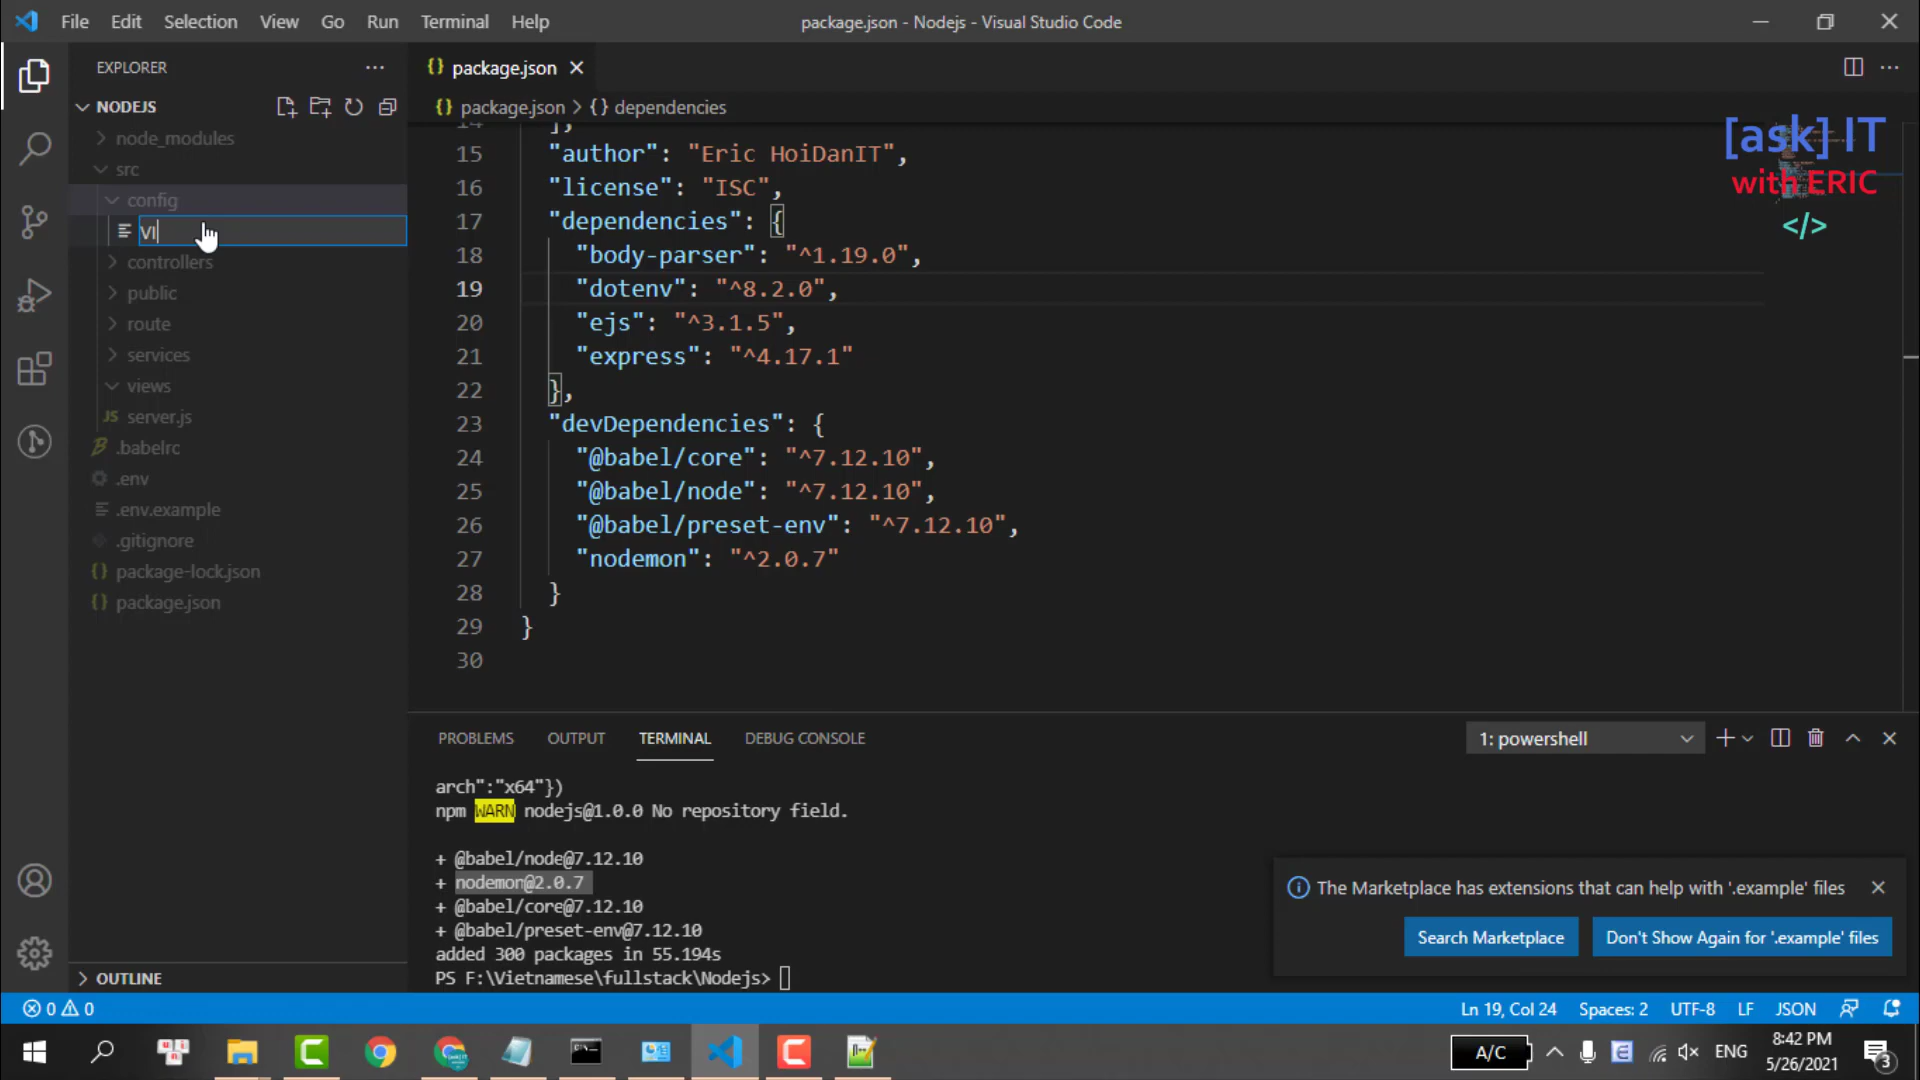 File Edit Selection View Go Run Terminal Help
package.json - Nodejs - Visual Studio Code
EXPLORER
NODEJS
node_modules
src
config
VI
controllers
public
route
services
views
JS server.js
.babelrc
.env
.env.example
.gitignore
{} package-lock.json
{} package.json
OUTLINE
{} package.json
{} package.json > {} dependencies
14 ],
15 "author": "Eric HoiDanIT",
16 "license": "ISC",
17 "dependencies": {
18 "body-parser": "^1.19.0",
19 "dotenv": "^8.2.0",
20 "ejs": "^3.1.5",
21 "express": "^4.17.1"
22 },
23 "devDependencies": {
24 "@babel/core": "^7.12.10",
25 "@babel/node": "^7.12.10",
26 "@babel/preset-env": "^7.12.10",
27 "nodemon": "^2.0.7"
28 }
29 }
30
[ask] IT
with ERIC
</>
PROBLEMS OUTPUT TERMINAL DEBUG CONSOLE
1: powershell
arch":"x64"})
npm WARN nodejs@1.0.0 No repository field.
+ @babel/node@7.12.10
+ nodemon@2.0.7
+ @babel/core@7.12.10
+ @babel/preset-env@7.12.10
added 300 packages in 55.194s
PS F:\Vietnamese\fullstack\Nodejs>
The Marketplace has extensions that can help with '.example' files
Search Marketplace
Don't Show Again for '.example' files
0 0
Ln 19, Col 24 Spaces: 2 UTF-8 LF JSON
A/C
ENG
8:42 PM
5/26/2021
3